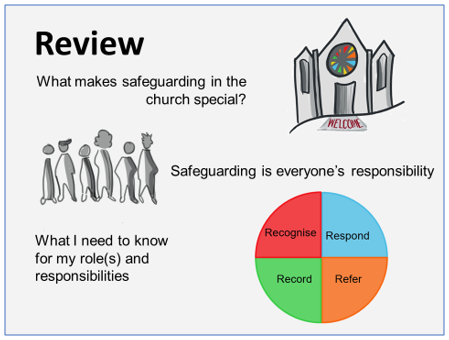 Review
What makes safeguarding in the
church special?
WELCOME
Safeguarding is everyone's responsibility
What I need to know
for my role(s) and
responsibilities
Recognise
Respond
Record
Refer